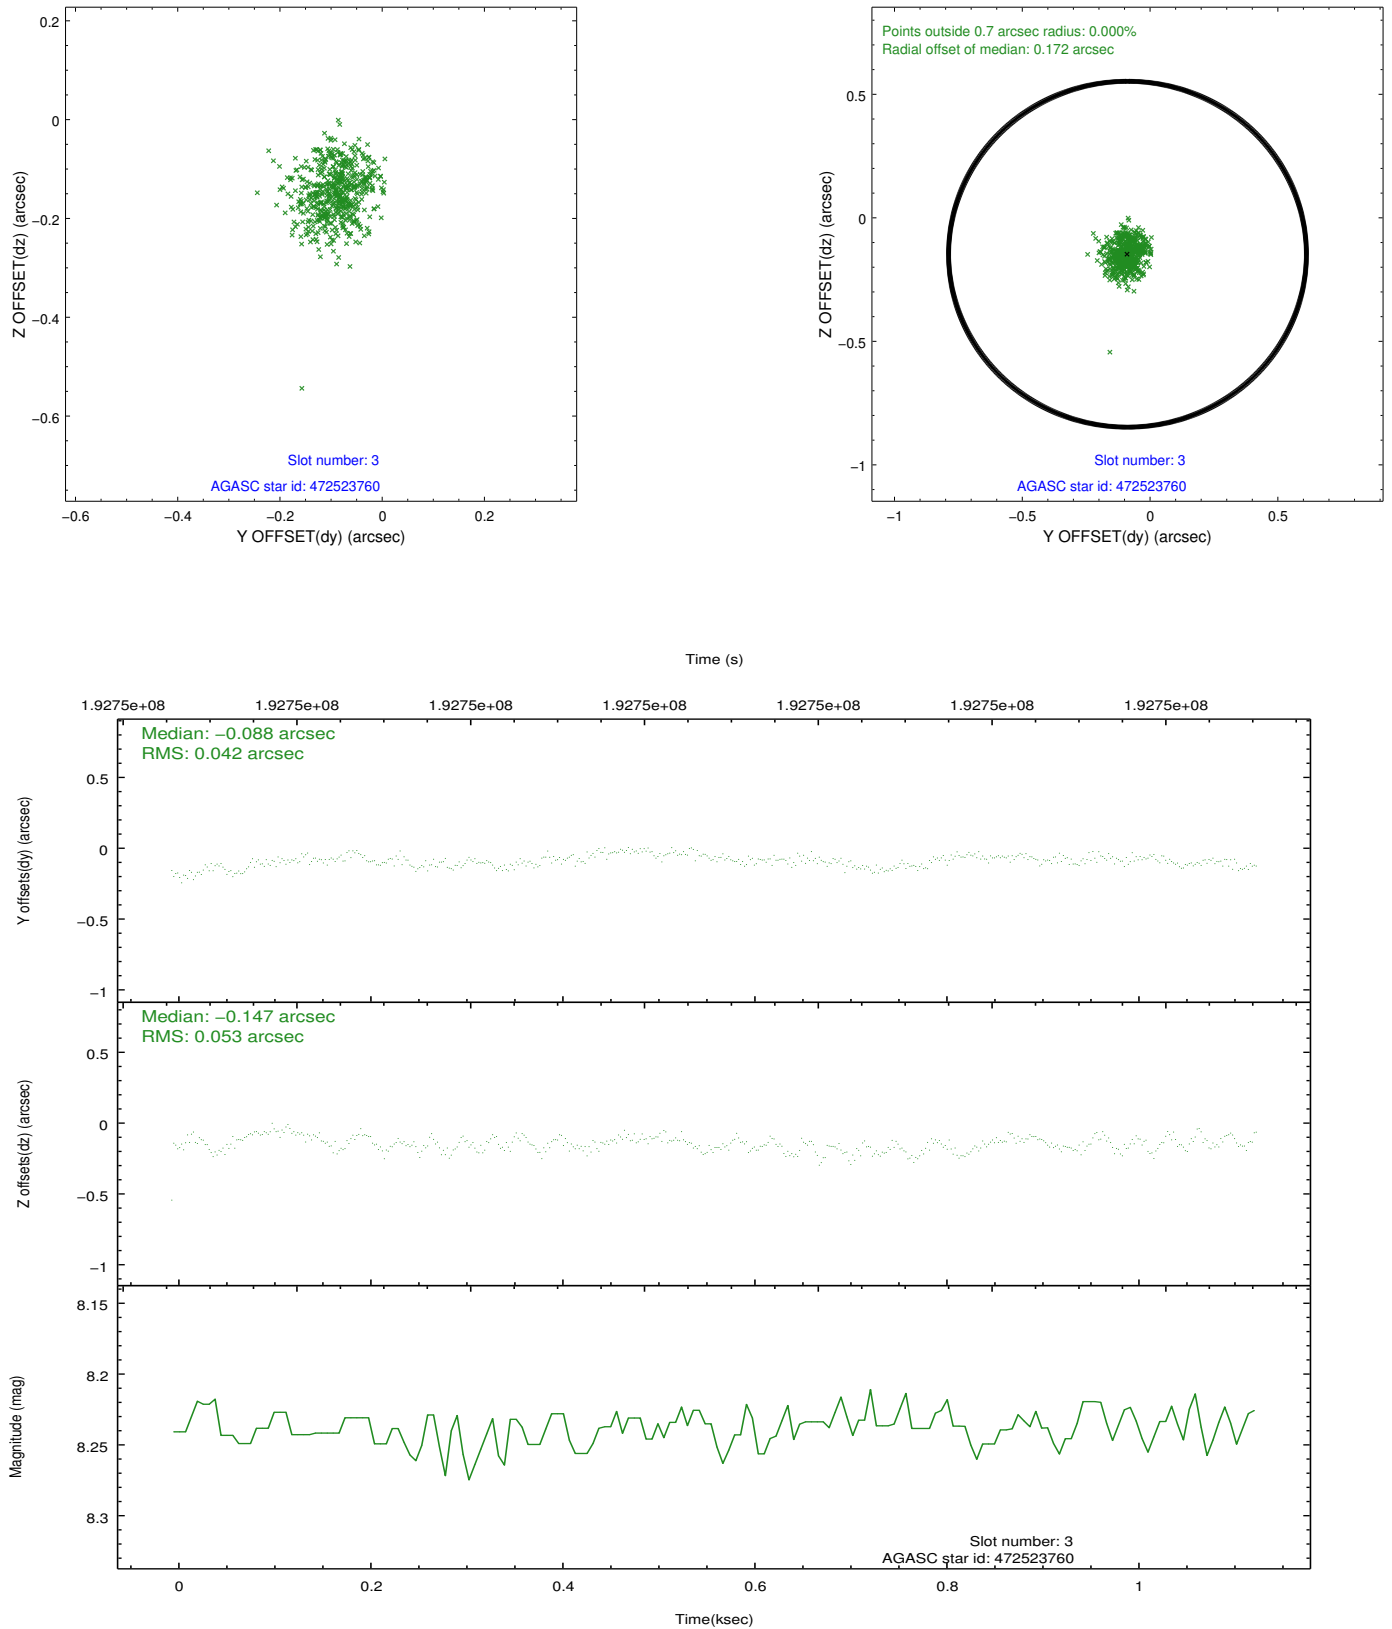 0.2
0
−0.2
−0.4
−0.6
Z OFFSET(dz) (arcsec)
Slot number: 3
AGASC star id: 472523760
−0.6
−0.4
−0.2
0
0.2
Y OFFSET(dy) (arcsec)
Points outside 0.7 arcsec radius: 0.000%
Radial offset of median: 0.172 arcsec
0.5
0
−0.5
−1
Z OFFSET(dz) (arcsec)
Slot number: 3
AGASC star id: 472523760
−1
−0.5
0
0.5
Y OFFSET(dy) (arcsec)
Time (s)
1.9275e+08
1.9275e+08
1.9275e+08
1.9275e+08
1.9275e+08
1.9275e+08
1.9275e+08
Median: −0.088 arcsec
RMS: 0.042 arcsec
0.5
0
−0.5
−1
Y offsets(dy) (arcsec)
Median: −0.147 arcsec
RMS: 0.053 arcsec
0.5
0
−0.5
−1
Z offsets(dz) (arcsec)
8.15
8.2
8.25
8.3
Magnitude (mag)
Slot number: 3
AGASC star id: 472523760
0
0.2
0.4
0.6
0.8
1
Time(ksec)